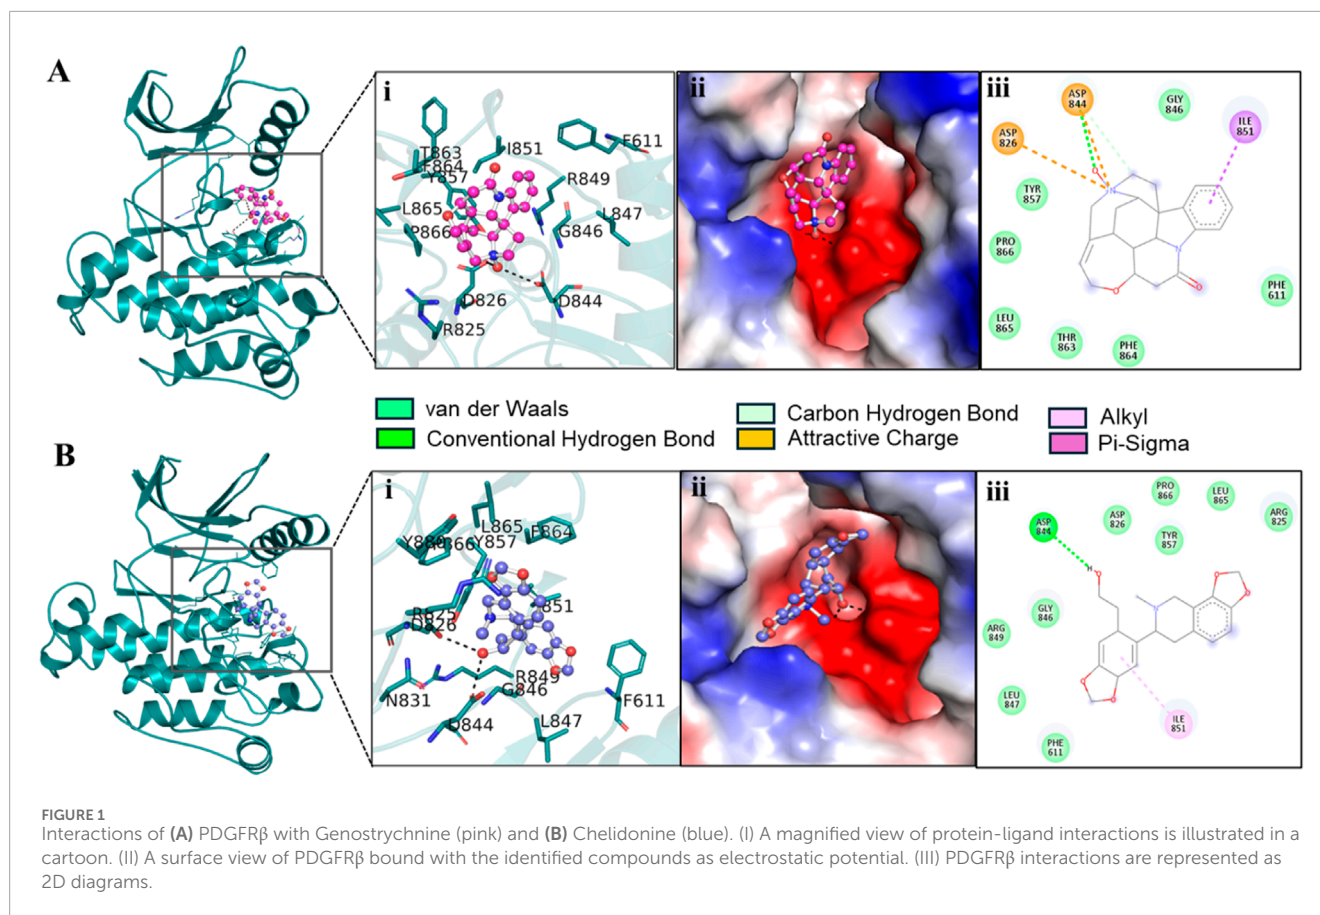 A
i
T863
F864
Y857
I851
F611
R849
L865
P866
L847
G846
D826
D844
R825
ii
iii
ASP
844
GLY
846
ILE
851
ASP
826
TYR
857
PRO
866
PHE
611
LEU
865
THR
863
PHE
864
van der Waals
Conventional Hydrogen Bond
Carbon Hydrogen Bond
Attractive Charge
Alkyl
Pi-Sigma
B
i
L865
F864
Y857
R825
D826
N831
R849
G846
F611
D844
L847
ii
iii
PRO
866
LEU
865
ARG
825
ASP
844
ASP
826
TYR
857
GLY
846
ARG
849
LEU
847
ILE
851
PHE
611
FIGURE 1
Interactions of (A) PDGFRβ with Genostrychnine (pink) and (B) Chelidonine (blue). (I) A magnified view of protein-ligand interactions is illustrated in a
cartoon. (II) A surface view of PDGFRβ bound with the identified compounds as electrostatic potential. (III) PDGFRβ interactions are represented as
2D diagrams.